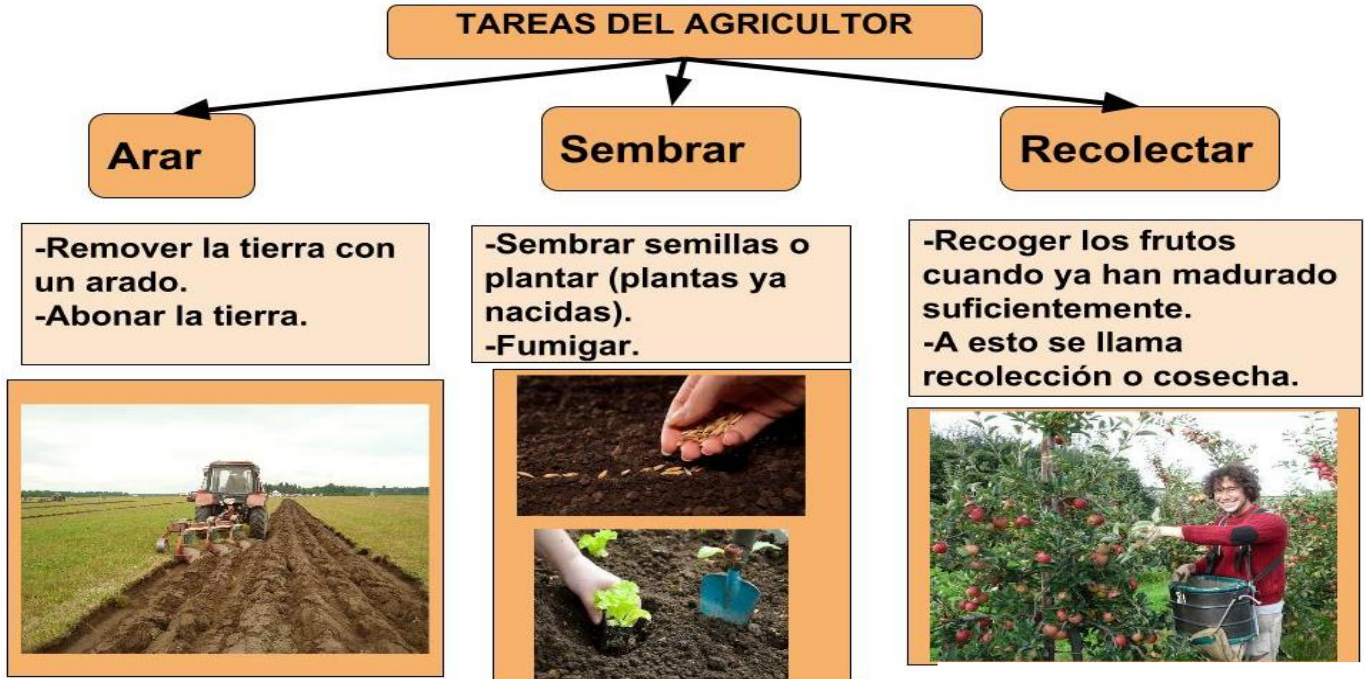 TAREAS DEL AGRICULTOR
Arar
Sembrar
Recolectar
-Remover la tierra con
un arado.
-Abonar la tierra.
-Sembrar semillas o
plantar (plantas ya
nacidas).
-Fumigar.
-Recoger los frutos
cuando ya han madurado
suficientemente.
-A esto se llama
recolección o cosecha.